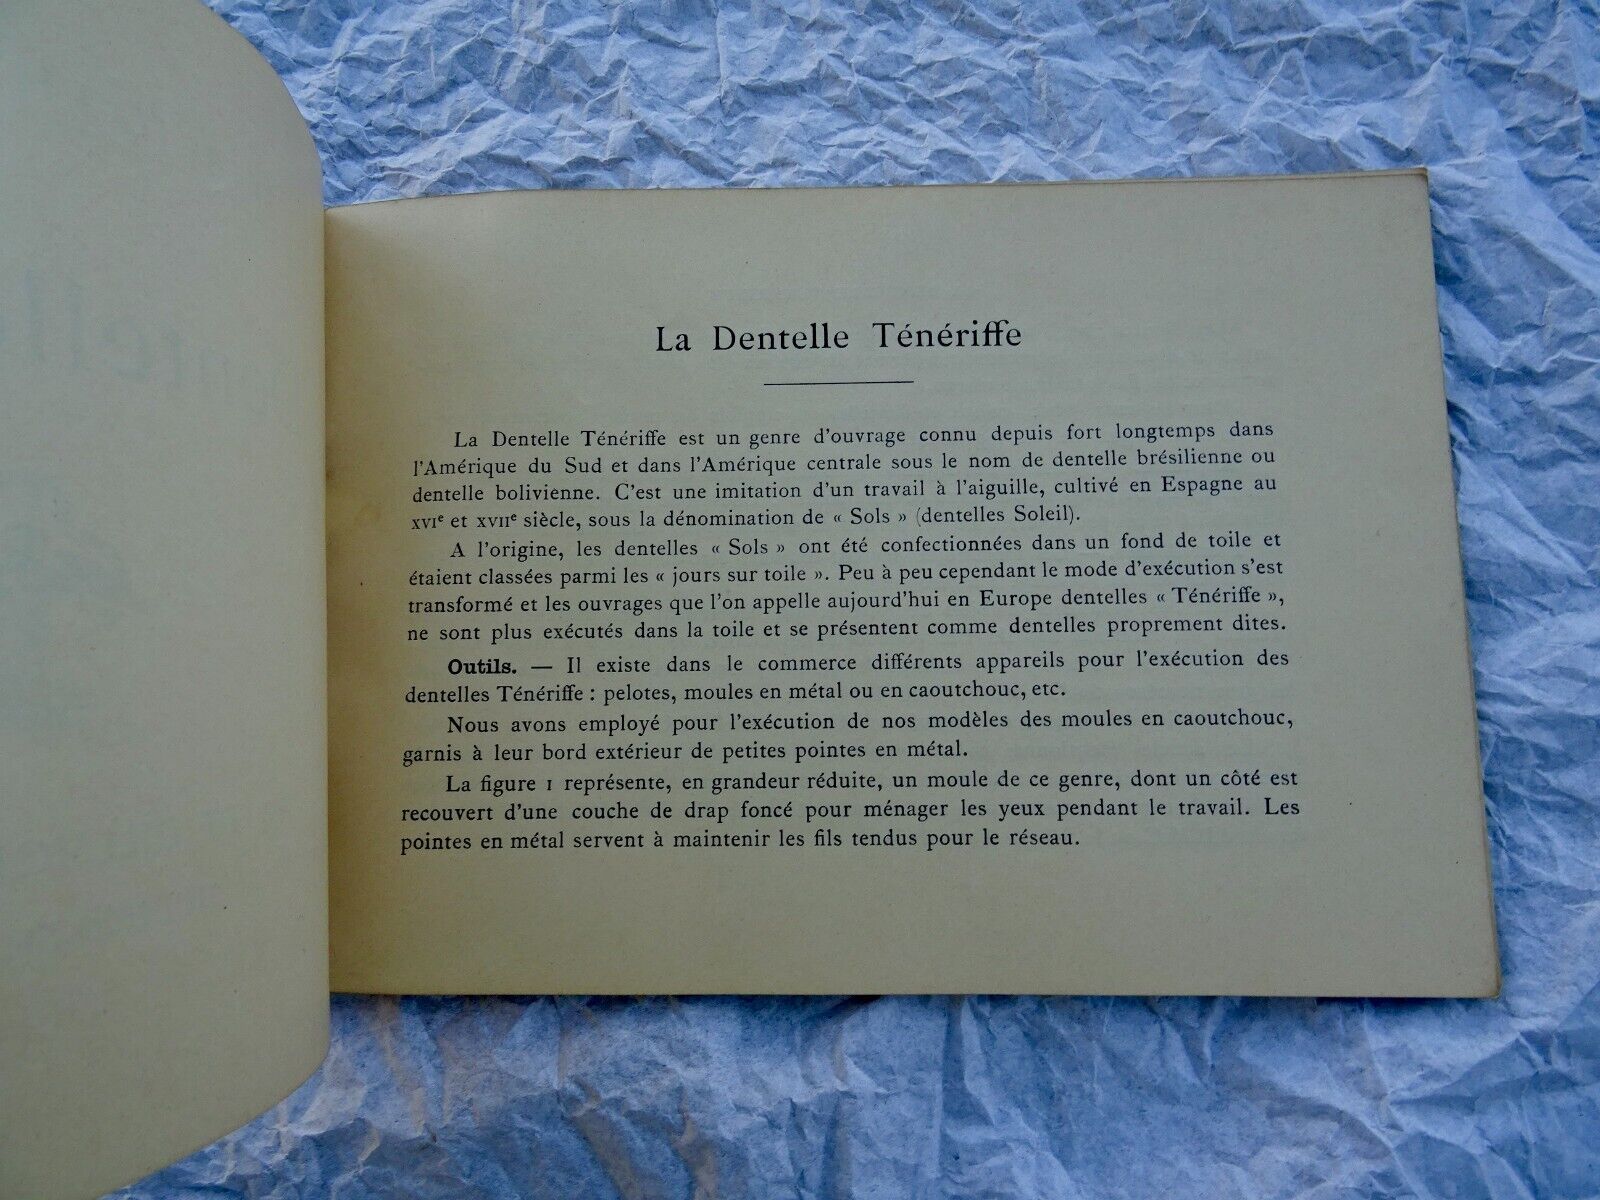 La Dentelle Ténériffe
La Dentelle Ténériffe est un genre d'ouvrage connu depuis fort longtemps dans
l'Amérique du Sud et dans l'Amérique centrale sous le nom de dentelle brésilienne ou
dentelle bolivienne. C'est une imitation d'un travail à l'aiguille, cultivé en Espagne au
XVIe et XVIIe siècle, sous la dénomination de « Sols » (dentelles Soleil).
A l'origine, les dentelles « Sols » ont été confectionnées dans un fond de toile et
étaient classées parmi les « jours sur toile ». Peu à peu cependant le mode d'exécution s'est
transformé et les ouvrages que l'on appelle aujourd'hui en Europe dentelles « Ténériffe »,
ne sont plus exécutés dans la toile et se présentent comme dentelles proprement dites.
Outils. — Il existe dans le commerce différents appareils pour l'exécution des
dentelles Ténériffe : pelotes, moules en métal ou en caoutchouc, etc.
Nous avons employé pour l'exécution de nos modèles des moules en caoutchouc,
garnis à leur bord extérieur de petites pointes en métal.
La figure 1 représente, en grandeur réduite, un moule de ce genre, dont un côté est
recouvert d'une couche de drap foncé pour ménager les yeux pendant le travail. Les
pointes en métal servent à maintenir les fils tendus pour le réseau.